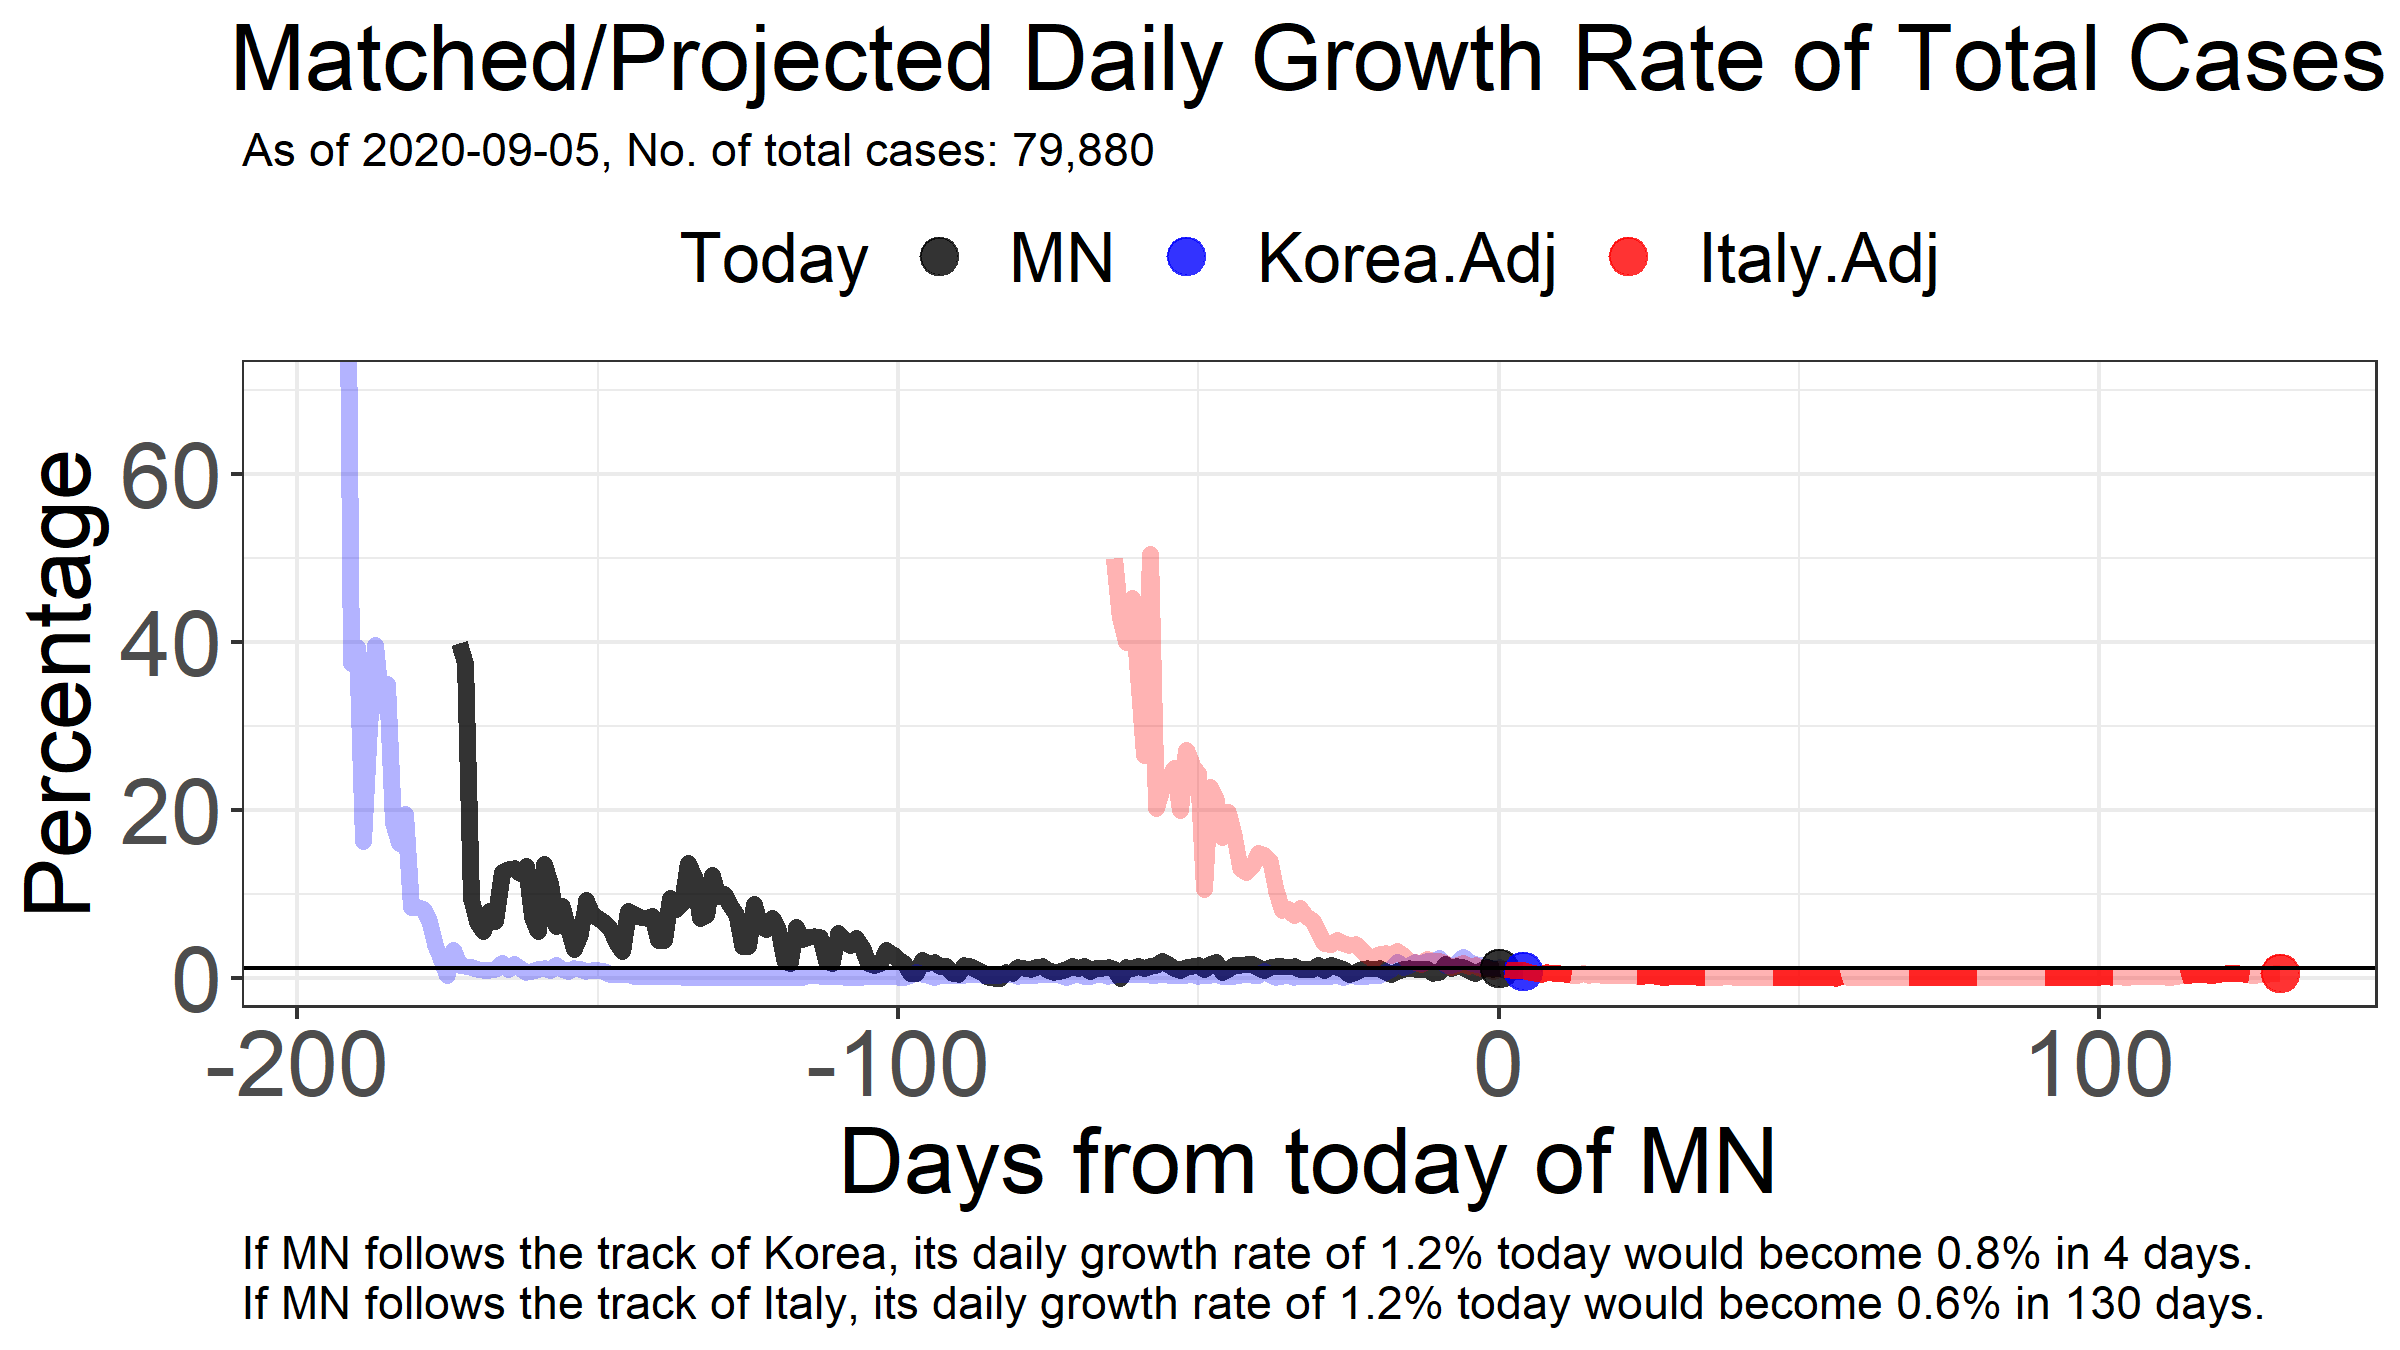 Matched/Projected Daily Growth Rate of Total Cases
As of 2020-09-05, No. of total cases: 79,880
Today MN Korea.Adj Italy.Adj
Percentage
60
40
20
0
-200 -100 0 100
Days from today of MN
If MN follows the track of Korea, its daily growth rate of 1.2% today would become 0.8% in 4 days.
If MN follows the track of Italy, its daily growth rate of 1.2% today would become 0.6% in 130 days.